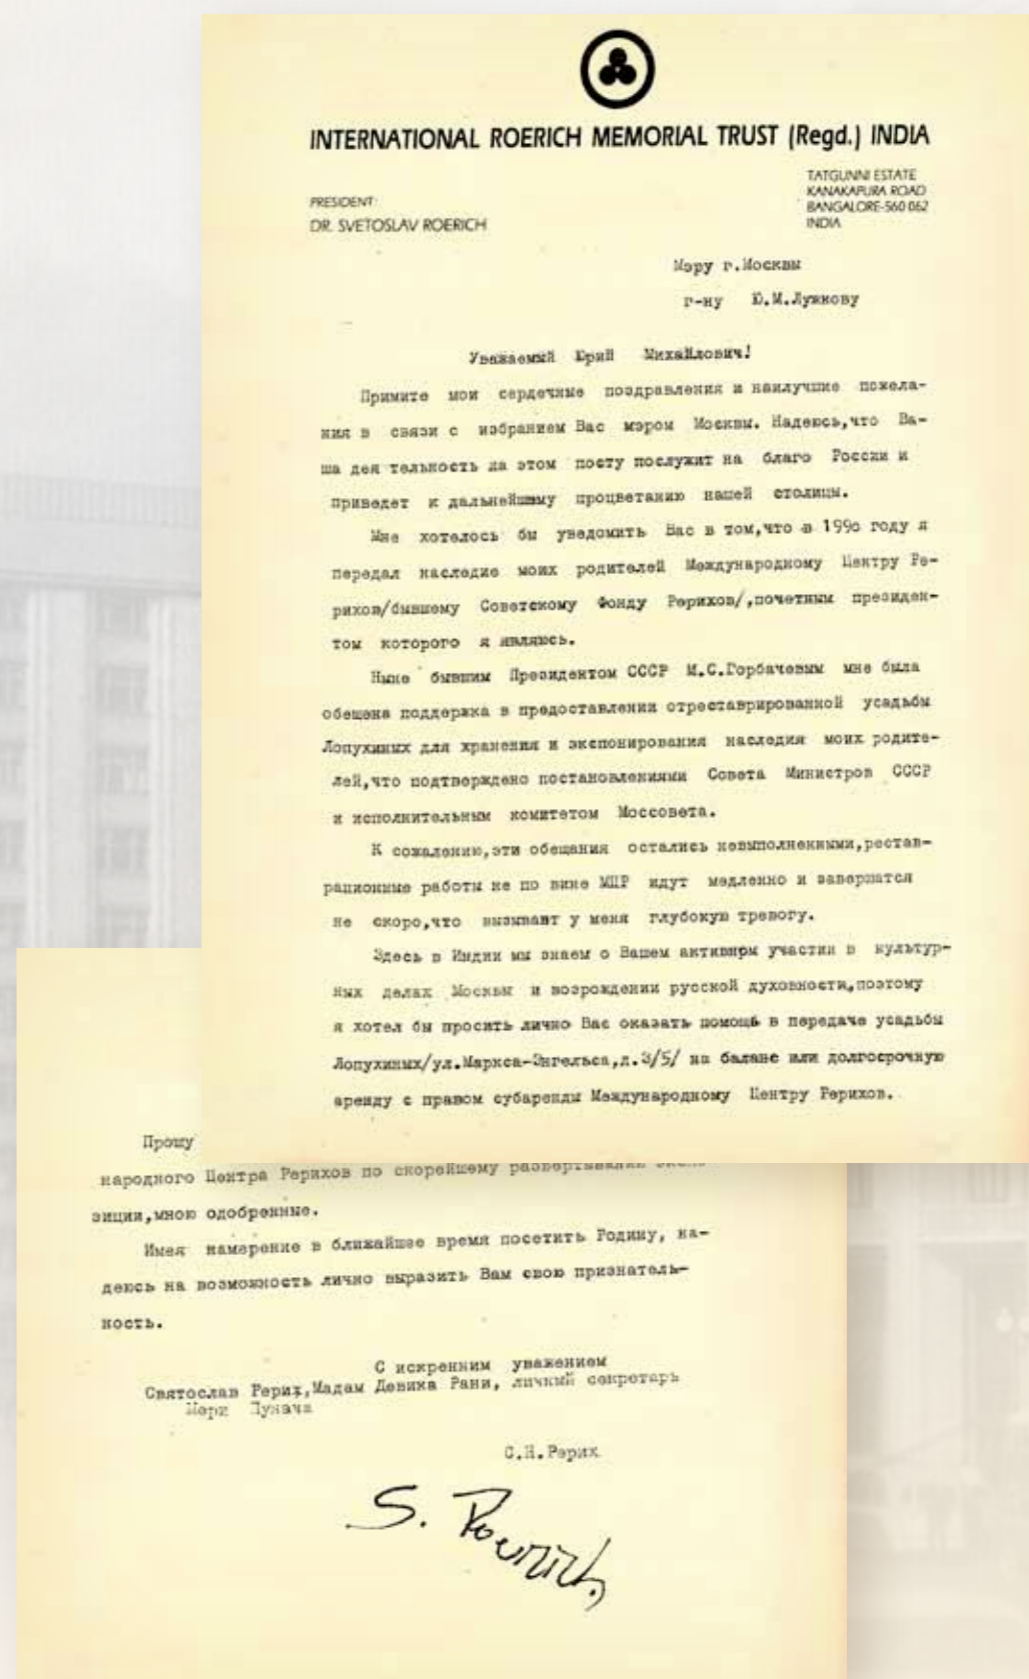 INTERNATIONAL ROERICH MEMORIAL TRUST (Regd.) INDIA
PRESIDENT:
DR. SVETOSLAV ROERICH
TATGUNNI ESTATE
KANAKAPURA ROAD
BANGALORE-560 062
INDIA
Мэру г.Москвы
г-ну Ю.М.Лужкову
Уважаемый Юрий Михайлович!
Примите мои сердечные поздравления и наилучшие пожела-
ния в связи с избранием Вас мэром Москвы. Надеюсь,что Ва-
ша дея тельность да этом посту послужит на благо России и
приведет к дальнейшему процветанию нашей столицы.
Мне хотелось бы уведомить Вас в том,что в 1990 году я
передал наследие моих родителей Международному Центру Ре-
рихов/бывшему Советскому Фонду Рерихов/,почетным президен-
том которого я являюсь.
Ныне бывшим Президентом СССР М.С.Горбачевым мне была
обещана поддержка в предоставлении отреставрированной усадьбы
Лопухиных для хранения и экспонирования наследия моих родите-
лей,что подтверждено постановлениями Совета Министров СССР
и исполнительным комитетом Моссовета.
К сожалению,эти обещания остались невыполненными,рестав-
рационные работы не по вине МЦР идут медленно и завершатся
не скоро,что вызывает у меня глубокую тревогу.
Здесь в Индии мы знаем о Вашем активном участии в культур-
ных делах Москвы и возрождении русской духовности,поэтому
я хотел бы просить лично Вас оказать помощь в передаче усадьбы
Лопухиных/ул.Маркса-Энгельса,д.3/5/ на баланс или долгосрочную
аренду с правом субаренды Международному Центру Рерихов.
Прошу
народного Центра Рерихов по скорейшему развертыванию экспо-
зиции,мною одобренные.
Имея намерение в ближайшее время посетить Родину, на-
деюсь на возможность лично выразить Вам свою признатель-
ность.
С искренним уважением
Святослав Рерих,Мадам Девика Рани, личный секретарь
Мэри Пунача
С.Н.Рерих
S. Roerich